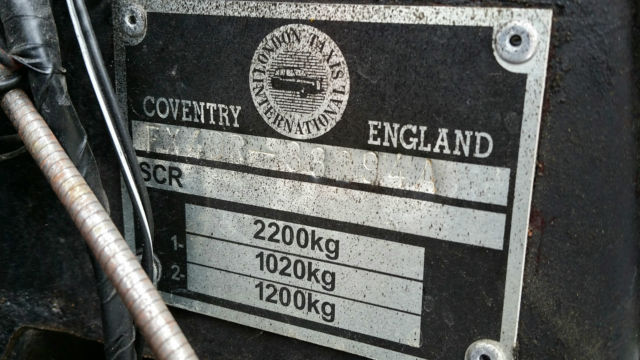 LONDON TAXIS INTERNATIONAL
COVENTRY ENGLAND
SCR
2200kg
1- 1020kg
2- 1200kg